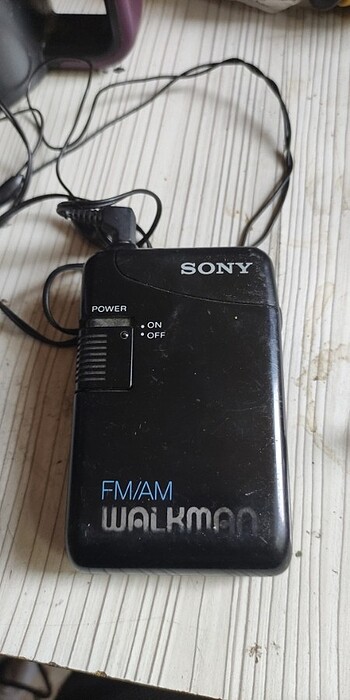 SONY
POWER
• ON
• OFF
FM/AM
WALKMAN